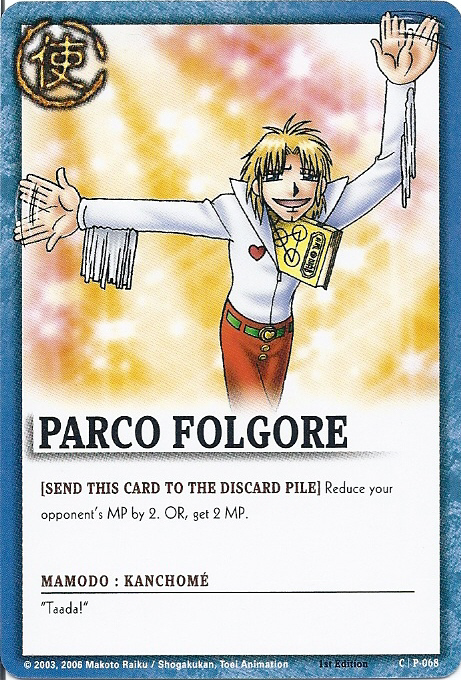 使
PARCO FOLGORE
[SEND THIS CARD TO THE DISCARD PILE] Reduce your
opponent's MP by 2. OR, get 2 MP.
MAMODO : KANCHOMÉ
"Taada!"
© 2003, 2006 Makoto Raiku / Shogakukan, Toei Animation 1st Edition C | P-068